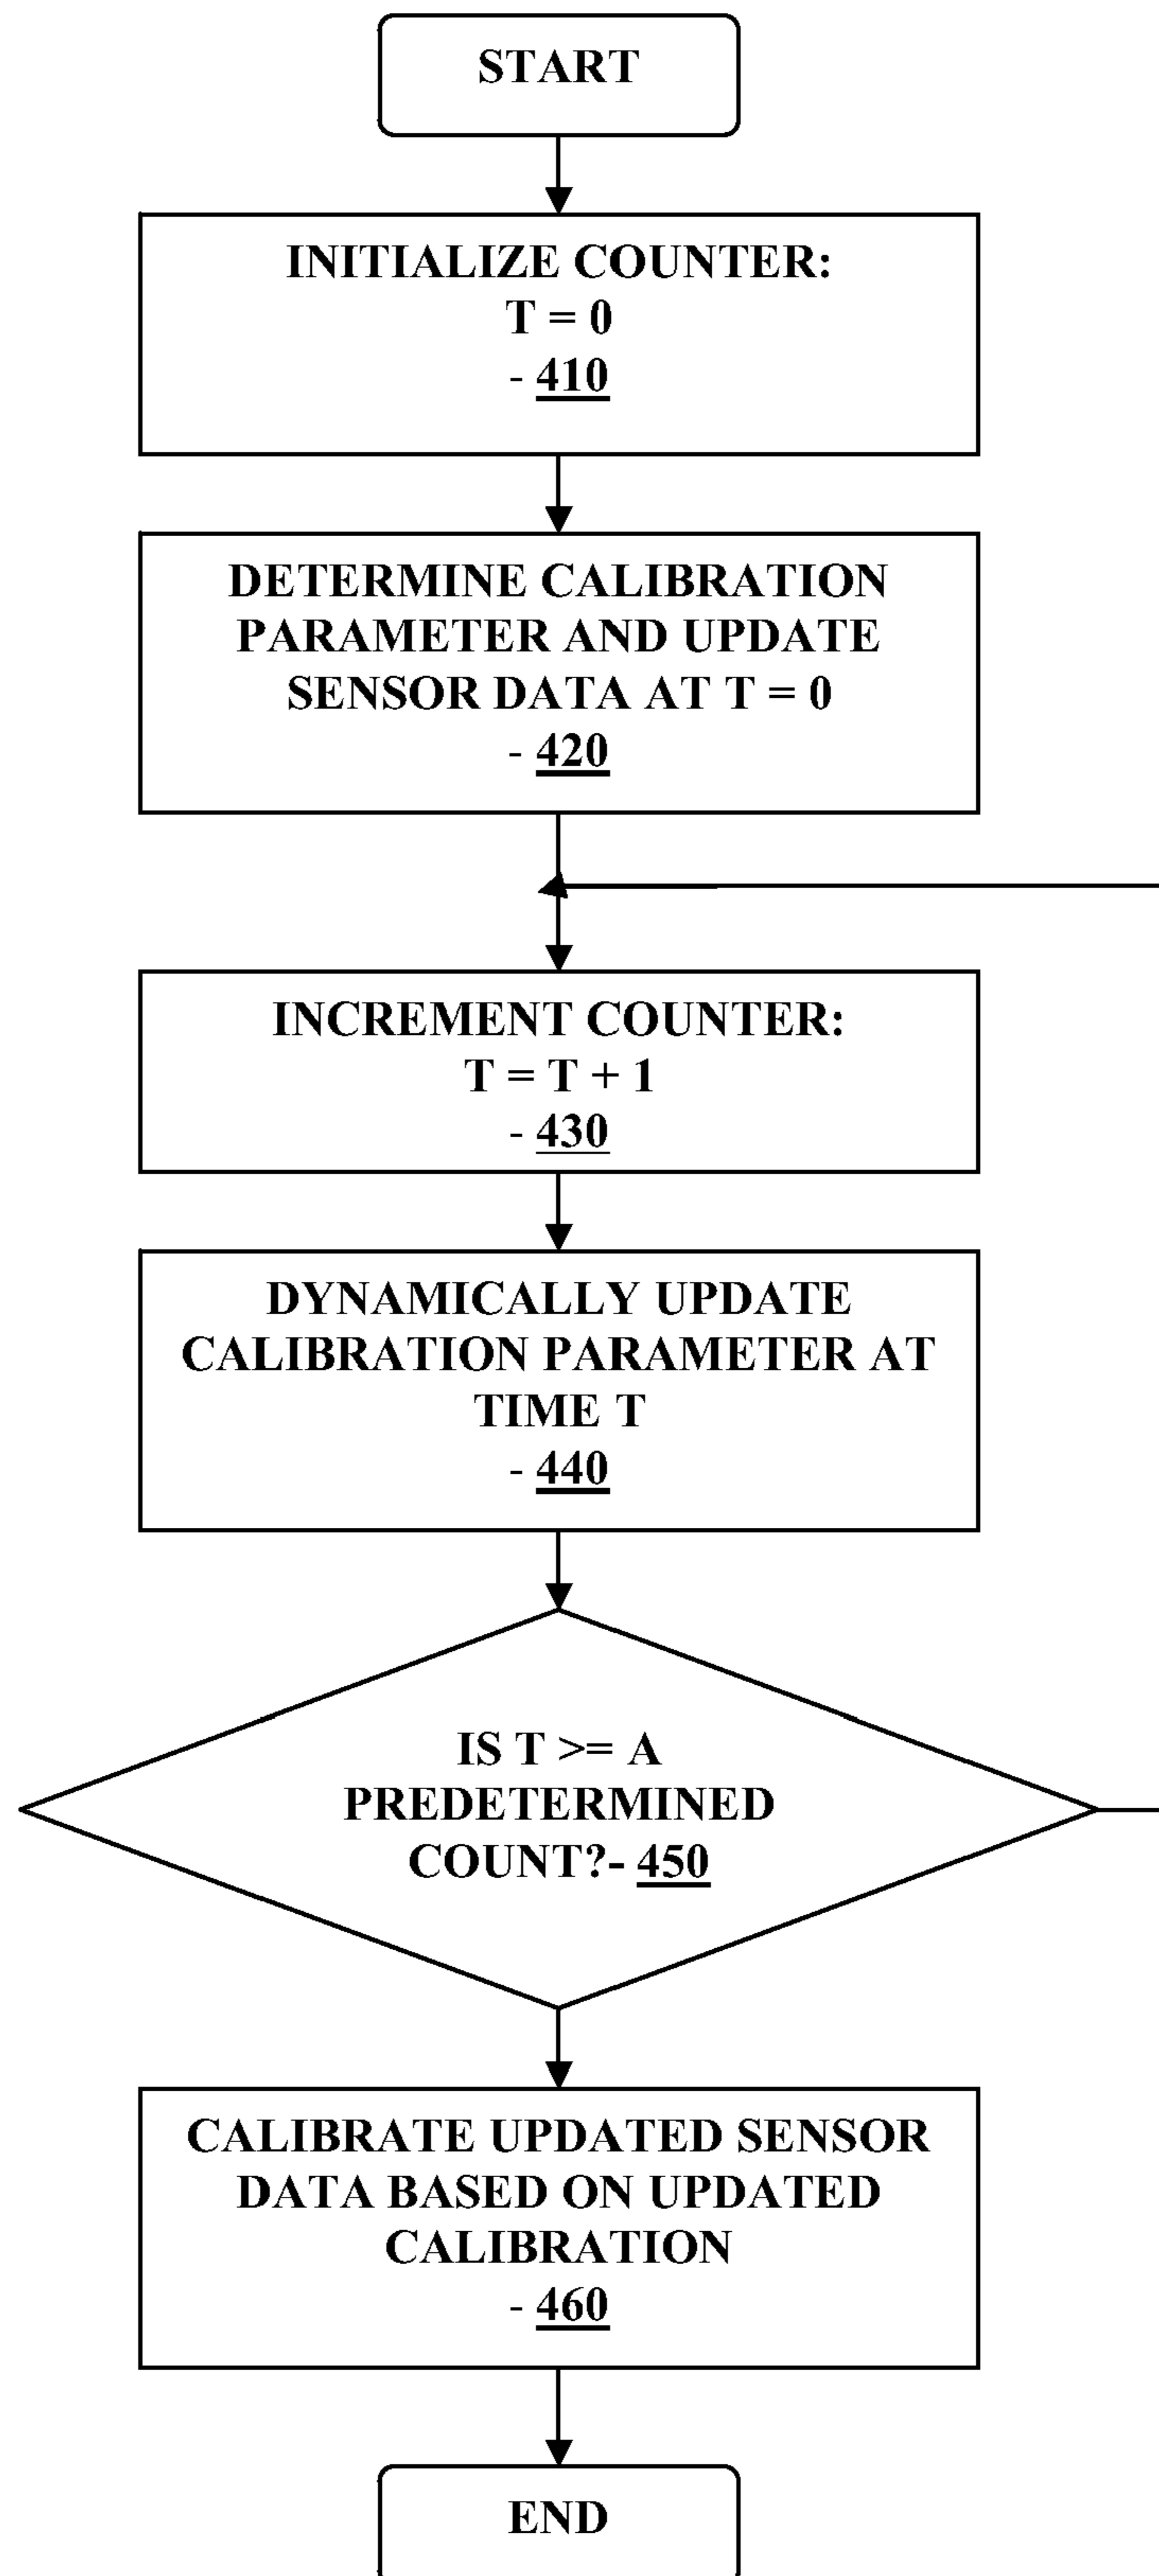 START
INITIALIZE COUNTER:
T = 0
- 410
DETERMINE CALIBRATION
PARAMETER AND UPDATE
SENSOR DATA AT T = 0
- 420
INCREMENT COUNTER:
T = T + 1
- 430
DYNAMICALLY UPDATE
CALIBRATION PARAMETER AT
TIME T
- 440
IS T >= A
PREDETERMINED
COUNT?- 450
CALIBRATE UPDATED SENSOR
DATA BASED ON UPDATED
CALIBRATION
- 460
END